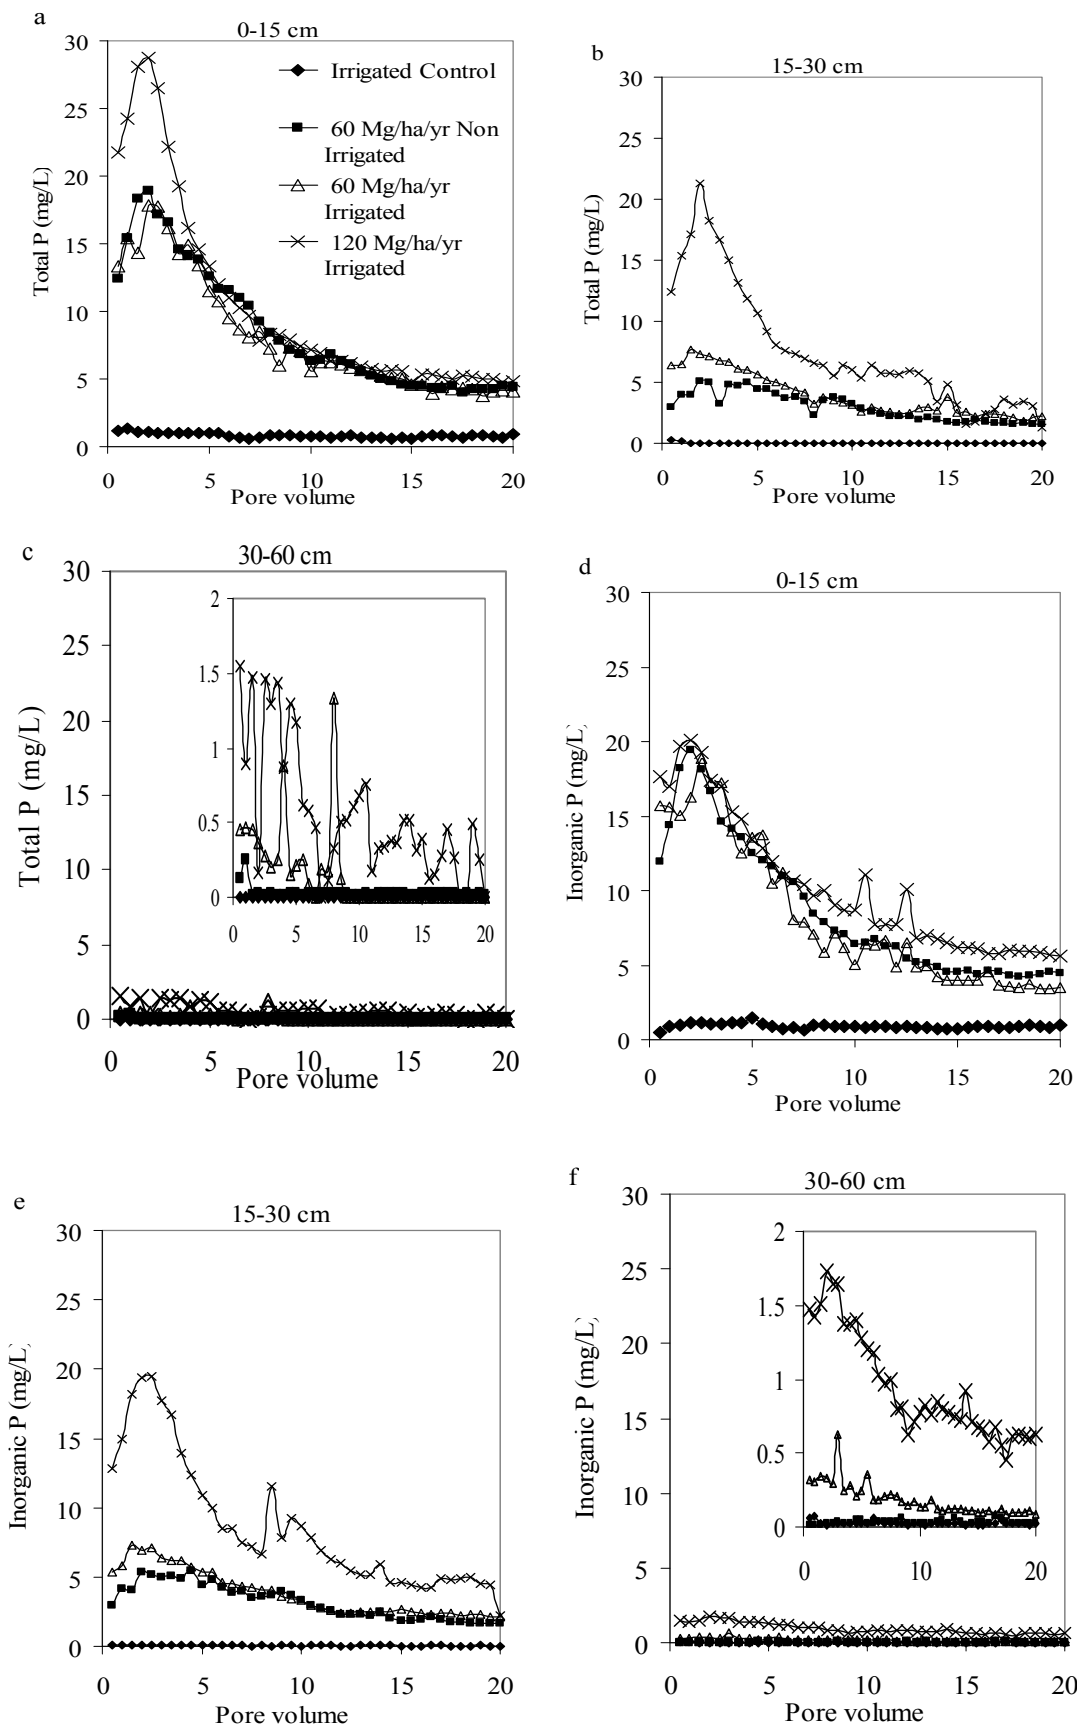 a
0-15 cm
30
25
20
15
10
5
0
0 5 10 15 20
Total P (mg/L)
Pore volume
Irrigated Control
60 Mg/ha/yr Non
Irrigated
60 Mg/ha/yr
Irrigated
120 Mg/ha/yr
Irrigated
b
15-30 cm
30
25
20
15
10
5
0
0 5 10 15 20
Total P (mg/L)
Pore volume
c
30-60 cm
30
25
20
15
10
5
0
0 5 10 15 20
Total P (mg/L)
Pore volume
2
1.5
1
0.5
0
0 5 10 15 20
d
0-15 cm
30
25
20
15
10
5
0
0 5 10 15 20
Inorganic P (mg/L)
Pore volume
e
15-30 cm
30
25
20
15
10
5
0
0 5 10 15 20
Inorganic P (mg/L)
Pore volume
f
30-60 cm
30
25
20
15
10
5
0
0 5 10 15 20
Inorganic P (mg/L)
Pore volume
2
1.5
1
0.5
0
0 10 20